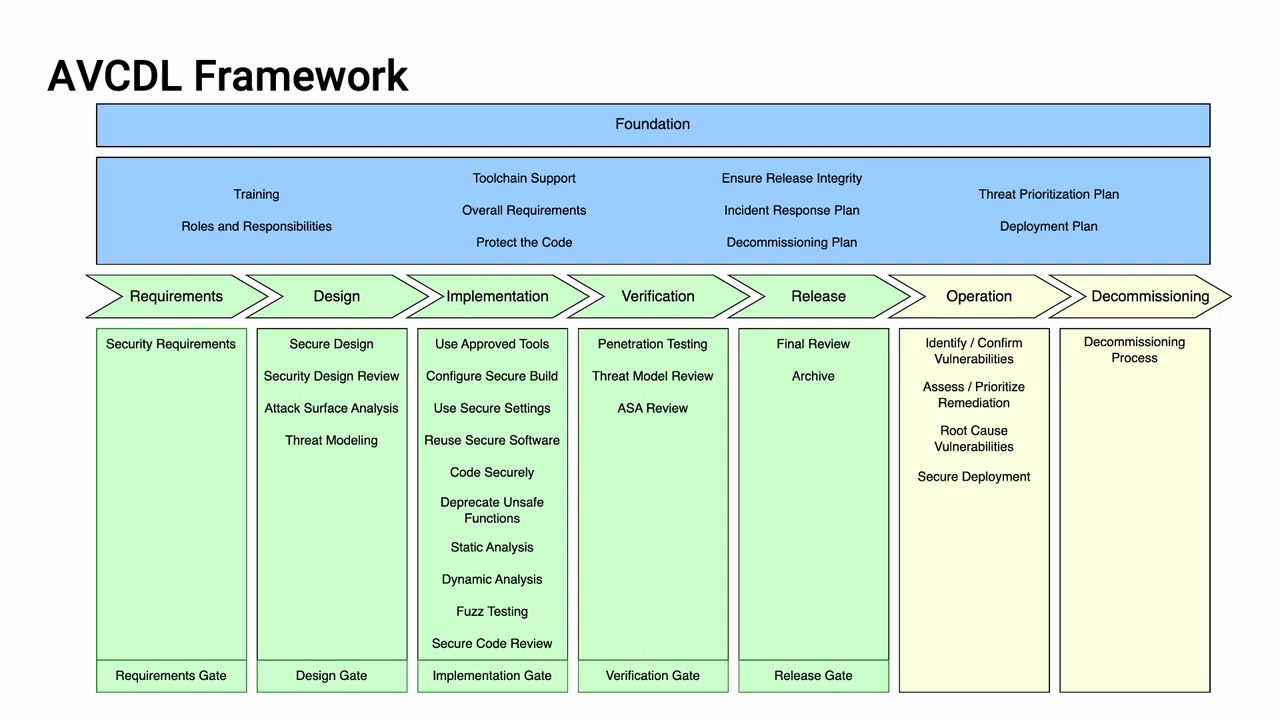 AVCDL Framework
Foundation
Training
Roles and Responsibilities
Toolchain Support
Overall Requirements
Protect the Code
Ensure Release Integrity
Incident Response Plan
Decommissioning Plan
Threat Prioritization Plan
Deployment Plan
Requirements
Design
Implementation
Verification
Release
Operation
Decommissioning
Security Requirements
Requirements Gate
Secure Design
Security Design Review
Attack Surface Analysis
Threat Modeling
Design Gate
Use Approved Tools
Configure Secure Build
Use Secure Settings
Reuse Secure Software
Code Securely
Deprecate Unsafe
Functions
Static Analysis
Dynamic Analysis
Fuzz Testing
Secure Code Review
Implementation Gate
Penetration Testing
Threat Model Review
ASA Review
Verification Gate
Final Review
Archive
Release Gate
Identify / Confirm
Vulnerabilities
Assess / Prioritize
Remediation
Root Cause
Vulnerabilities
Secure Deployment
Decommissioning
Process